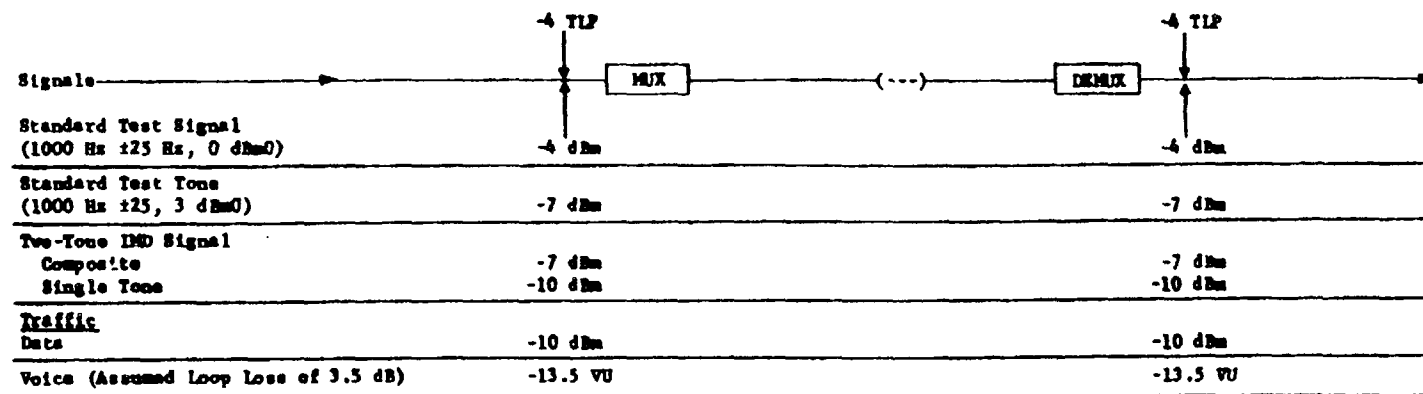 -4 TLP -4 TLP
Signals MUX (---) DEMUX
Standard Test Signal
(1000 Hz ±25 Hz, 0 dBm0) -4 dBm -4 dBm
Standard Test Tone
(1000 Hz ±25, 3 dBm0) -7 dBm -7 dBm
Two-Tone IMD Signal
Composite -7 dBm -7 dBm
Single Tone -10 dBm -10 dBm
Traffic
Data -10 dBm -10 dBm
Voice (Assumed Loop Loss of 3.5 dB) -13.5 VU -13.5 VU